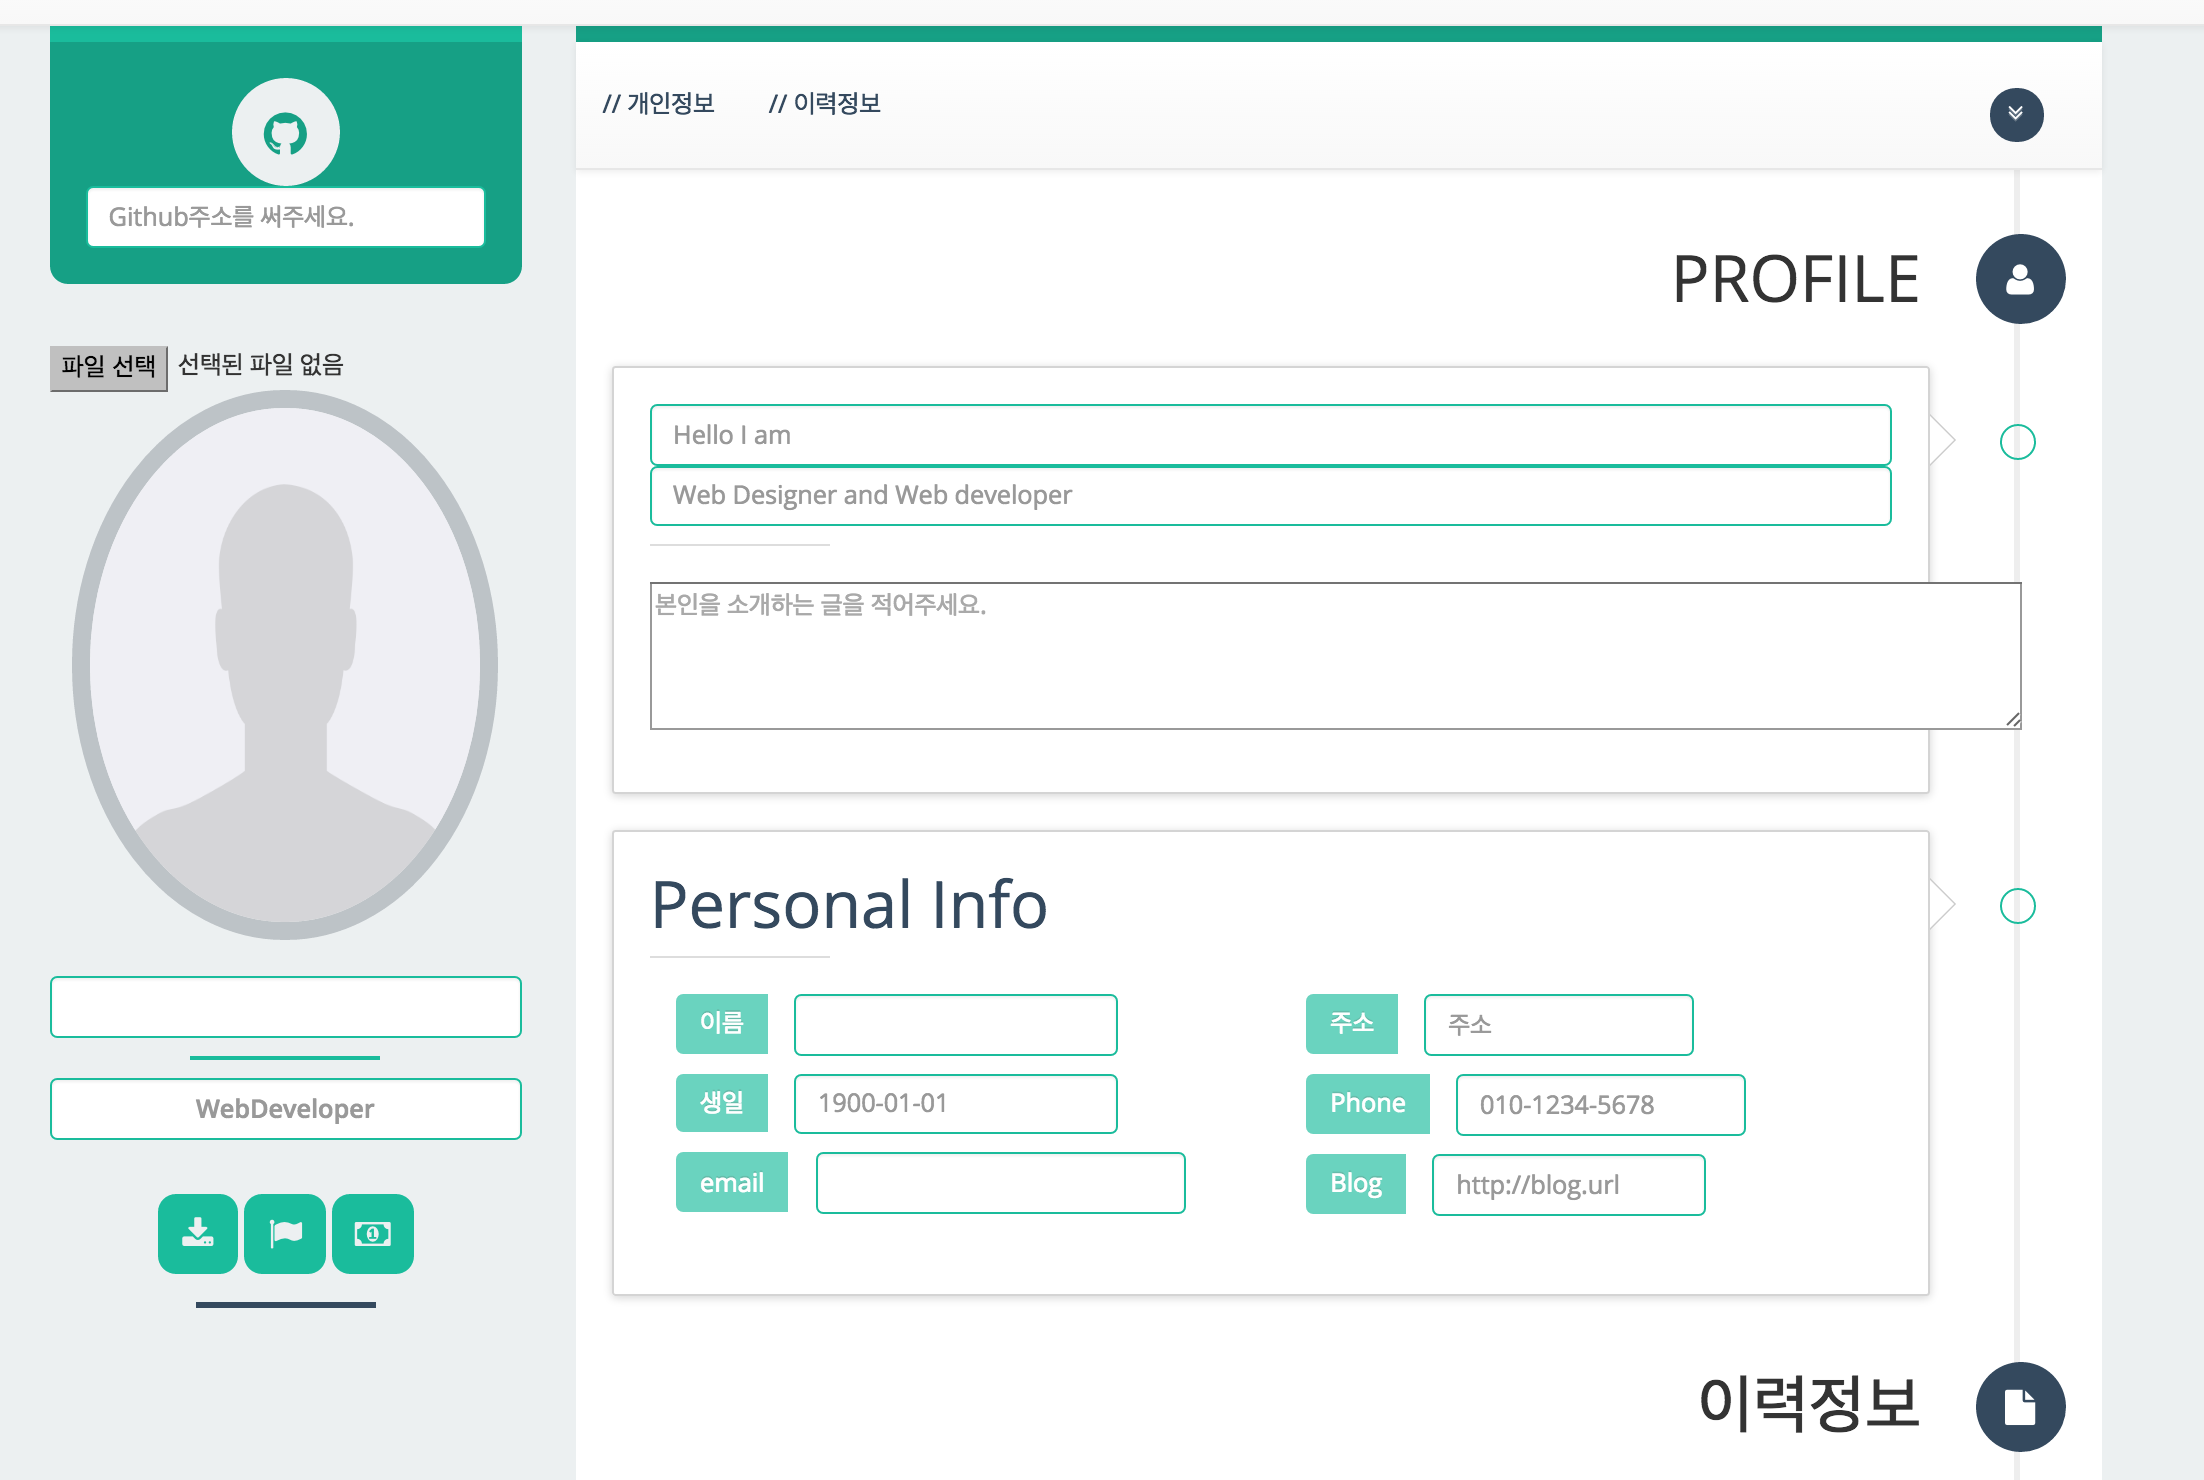 Github주소를 써주세요.
파일 선택 선택된 파일 없음
WebDeveloper
// 개인정보 // 이력정보
PROFILE
Hello I am
Web Designer and Web developer
본인을 소개하는 글을 적어주세요.
Personal Info
이름
생일 1900-01-01
email
주소 주소
Phone 010-1234-5678
Blog http://blog.url
이력정보